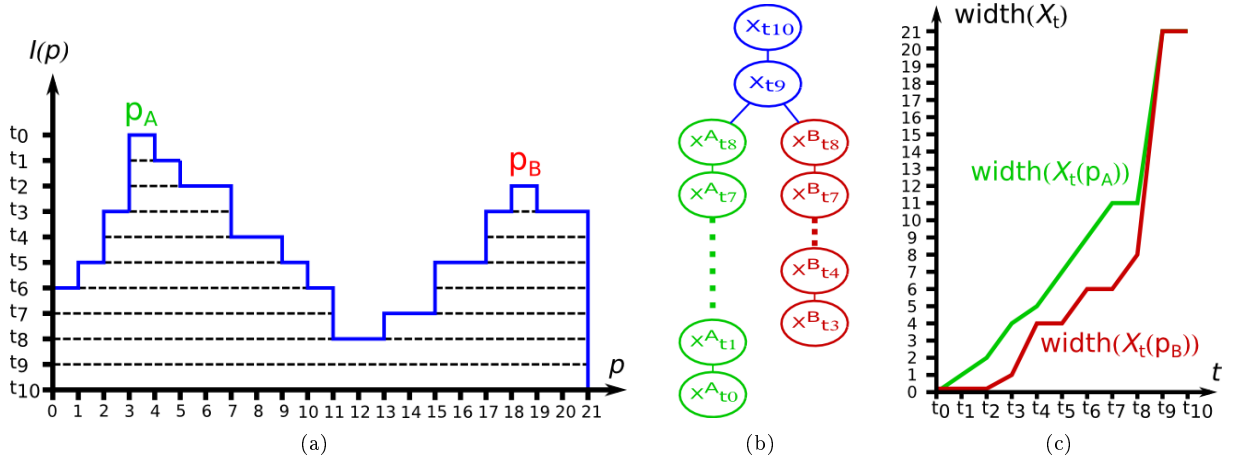 I(p)
p_A
p_B
t0
t1
t2
t3
t4
t5
t6
t7
t8
t9
t10
p
0 1 2 3 4 5 6 7 8 9 10 11 12 13 14 15 16 17 18 19 20 21
(a)
X_t10
X_t9
X^A_t8 X^B_t8
X^A_t7 X^B_t7
X^B_t4
X^B_t3
X^A_t1
X^A_t0
(b)
width(X_t)
21
20
19
18
17
16
15
14
13
12
11
10
9
8
7
6
5
4
3
2
1
0
width(X_t(p_A))
width(X_t(p_B))
t
t0 t1 t2 t3 t4 t5 t6 t7 t8 t9 t10
(c)